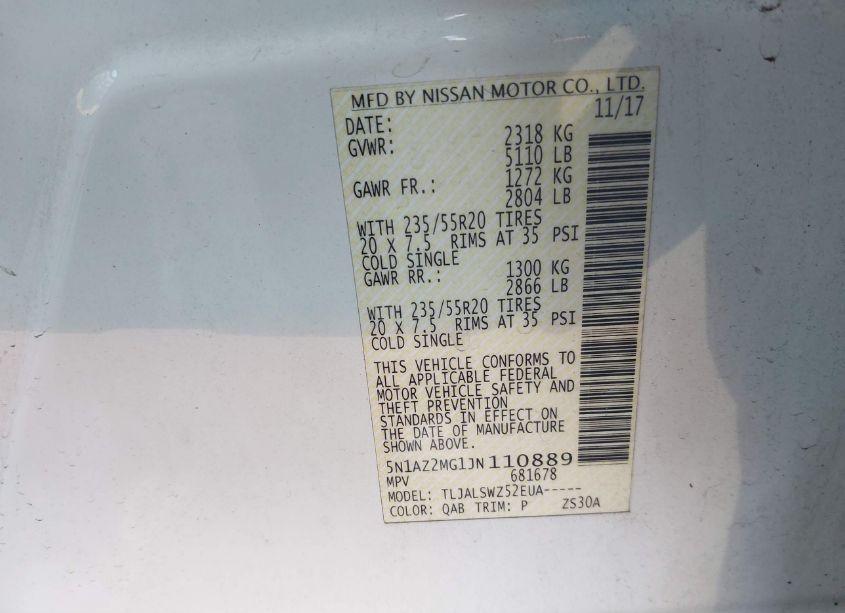 MFD BY NISSAN MOTOR CO., LTD.
DATE: 11/17
GVWR: 2318 KG
5110 LB
GAWR FR.: 1272 KG
2804 LB
WITH 235/55R20 TIRES
20 X 7.5 RIMS AT 35 PSI
COLD SINGLE
GAWR RR.: 1300 KG
2866 LB
WITH 235/55R20 TIRES
20 X 7.5 RIMS AT 35 PSI
COLD SINGLE
THIS VEHICLE CONFORMS TO
ALL APPLICABLE FEDERAL
MOTOR VEHICLE SAFETY AND
THEFT PREVENTION
STANDARDS IN EFFECT ON
THE DATE OF MANUFACTURE
SHOWN ABOVE.
5N1AZ2MG1JN110889
MPV 681678
MODEL: TLJALSWZ52EUA-----
COLOR: QAB TRIM: P ZS30A